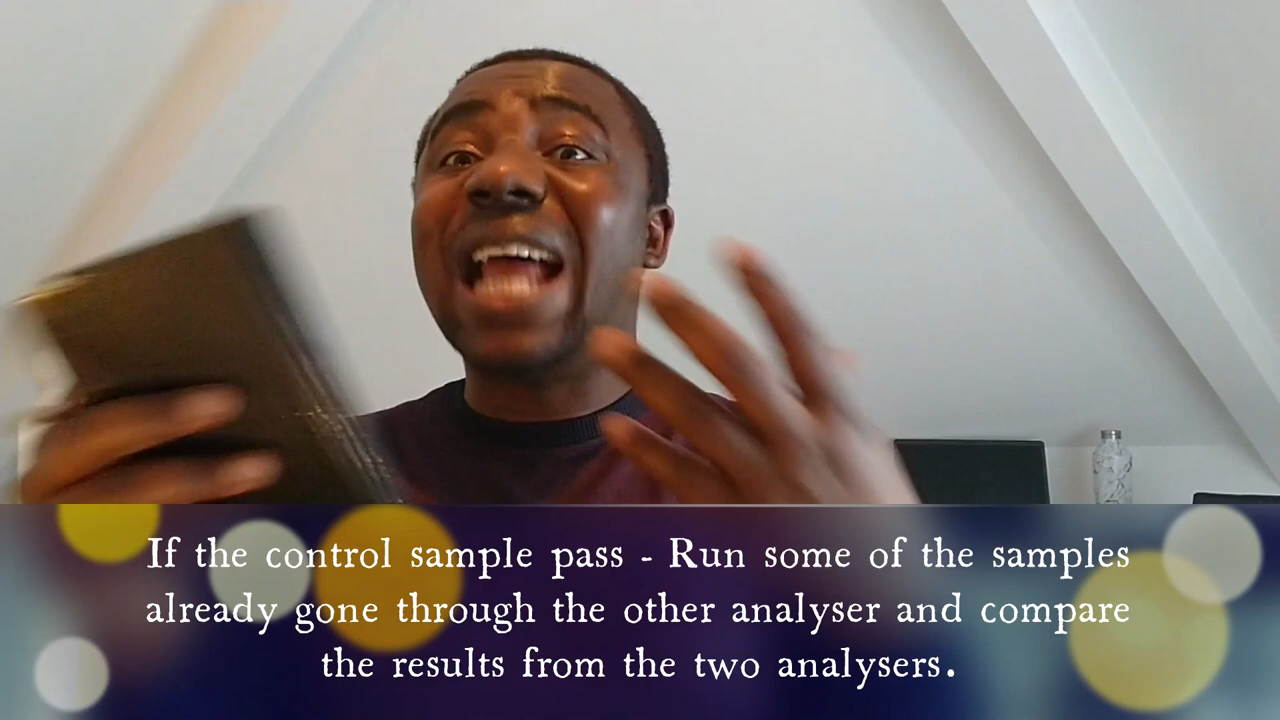 If the control sample pass - Run some of the samples
already gone through the other analyser and compare
the results from the two analysers.